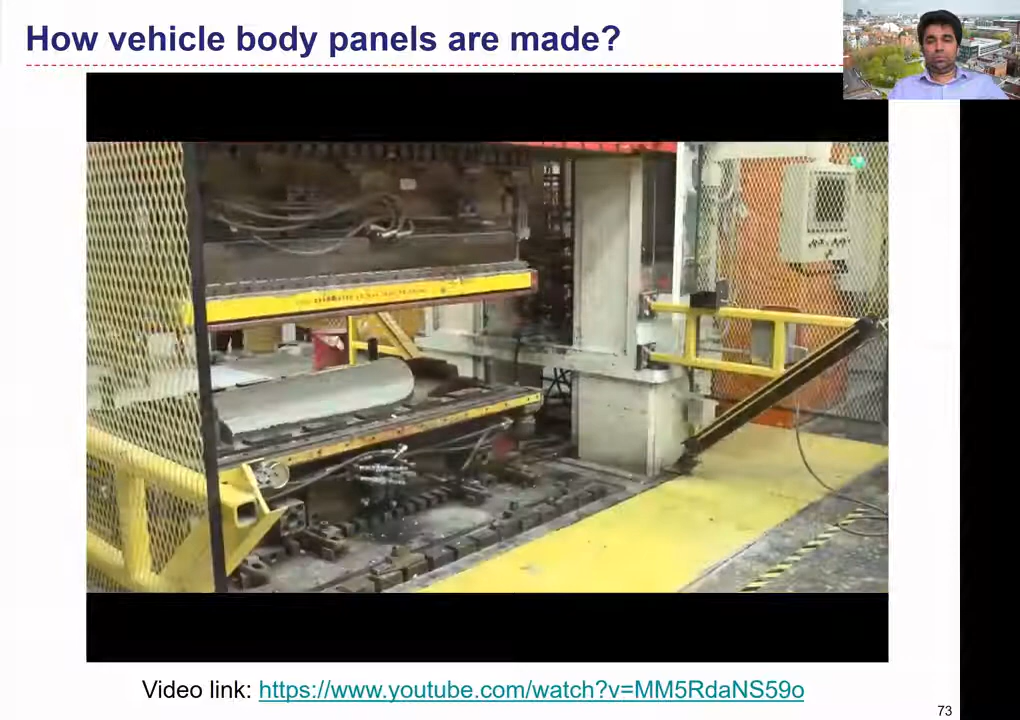 How vehicle body panels are made?
Video link: https://www.youtube.com/watch?v=MM5RdaNS59o
73